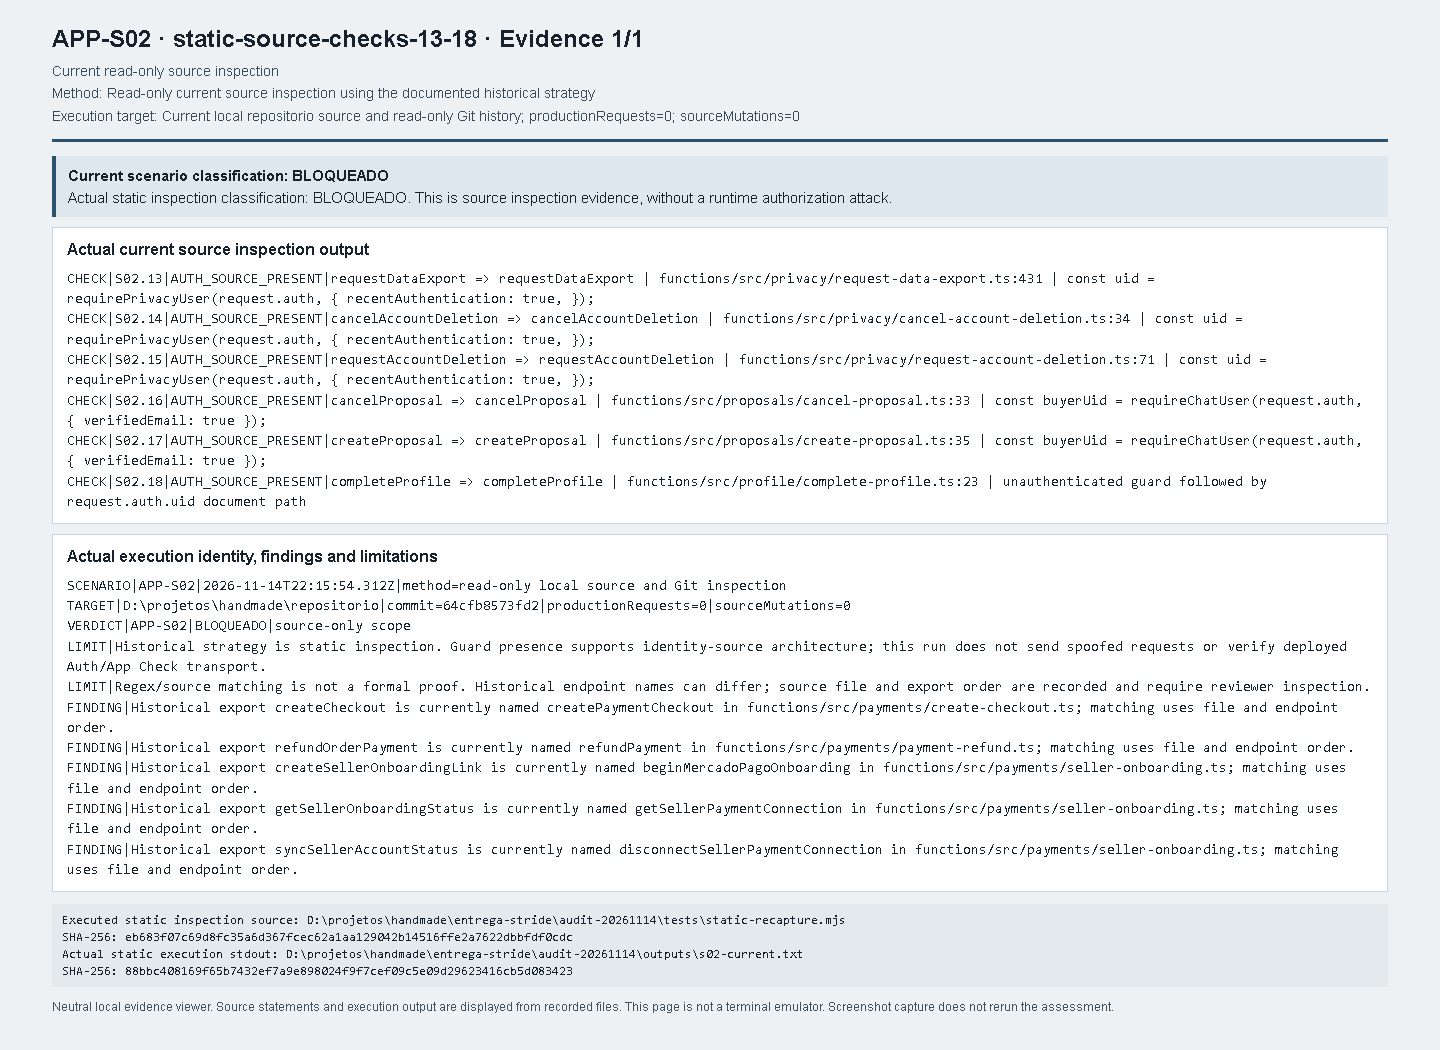 APP-S02 · static-source-checks-13-18 · Evidence 1/1
Current read-only source inspection
Method: Read-only current source inspection using the documented historical strategy
Execution target: Current local repositorio source and read-only Git history; productionRequests=0; sourceMutations=0
Current scenario classification: BLOQUEADO
Actual static inspection classification: BLOQUEADO. This is source inspection evidence, without a runtime authorization attack.
Actual current source inspection output
CHECK|S02.13|AUTH_SOURCE_PRESENT|requestDataExport => requestDataExport | functions/src/privacy/request-data-export.ts:431 | const uid =
requirePrivacyUser(request.auth, { recentAuthentication: true, });
CHECK|S02.14|AUTH_SOURCE_PRESENT|cancelAccountDeletion => cancelAccountDeletion | functions/src/privacy/cancel-account-deletion.ts:34 | const uid =
requirePrivacyUser(request.auth, { recentAuthentication: true, });
CHECK|S02.15|AUTH_SOURCE_PRESENT|requestAccountDeletion => requestAccountDeletion | functions/src/privacy/request-account-deletion.ts:71 | const uid =
requirePrivacyUser(request.auth, { recentAuthentication: true, });
CHECK|S02.16|AUTH_SOURCE_PRESENT|cancelProposal => cancelProposal | functions/src/proposals/cancel-proposal.ts:33 | const buyerUid = requireChatUser(request.auth,
{ verifiedEmail: true });
CHECK|S02.17|AUTH_SOURCE_PRESENT|createProposal => createProposal | functions/src/proposals/create-proposal.ts:35 | const buyerUid = requireChatUser(request.auth,
{ verifiedEmail: true });
CHECK|S02.18|AUTH_SOURCE_PRESENT|completeProfile => completeProfile | functions/src/profile/complete-profile.ts:23 | unauthenticated guard followed by
request.auth.uid document path
Actual execution identity, findings and limitations
SCENARIO|APP-S02|2026-11-14T22:15:54.312Z|method=read-only local source and Git inspection
TARGET|D:\projetos\handmade\repositorio|commit=64cfb8573fd2|productionRequests=0|sourceMutations=0
VERDICT|APP-S02|BLOQUEADO|source-only scope
LIMIT|Historical strategy is static inspection. Guard presence supports identity-source architecture; this run does not send spoofed requests or verify deployed
Auth/App Check transport.
LIMIT|Regex/source matching is not a formal proof. Historical endpoint names can differ; source file and export order are recorded and require reviewer inspection.
FINDING|Historical export createCheckout is currently named createPaymentCheckout in functions/src/payments/create-checkout.ts; matching uses file and endpoint
order.
FINDING|Historical export refundOrderPayment is currently named refundPayment in functions/src/payments/payment-refund.ts; matching uses file and endpoint order.
FINDING|Historical export createSellerOnboardingLink is currently named beginMercadoPagoOnboarding in functions/src/payments/seller-onboarding.ts; matching uses
file and endpoint order.
FINDING|Historical export getSellerOnboardingStatus is currently named getSellerPaymentConnection in functions/src/payments/seller-onboarding.ts; matching uses
file and endpoint order.
FINDING|Historical export syncSellerAccountStatus is currently named disconnectSellerPaymentConnection in functions/src/payments/seller-onboarding.ts; matching
uses file and endpoint order.
Executed static inspection source: D:\projetos\handmade\entrega-stride\audit-20261114\tests\static-recapture.mjs
SHA-256: eb683f07c69d8fc35a6d367fcec62a1aa129042b14516ffe2a7622dbbfdf0cdc
Actual static execution stdout: D:\projetos\handmade\entrega-stride\audit-20261114\outputs\s02-current.txt
SHA-256: 88bbc408169f65b7432ef7a9e898024f9f7cef09c5e09d29623416cb5d083423
Neutral local evidence viewer. Source statements and execution output are displayed from recorded files. This page is not a terminal emulator. Screenshot capture does not rerun the assessment.